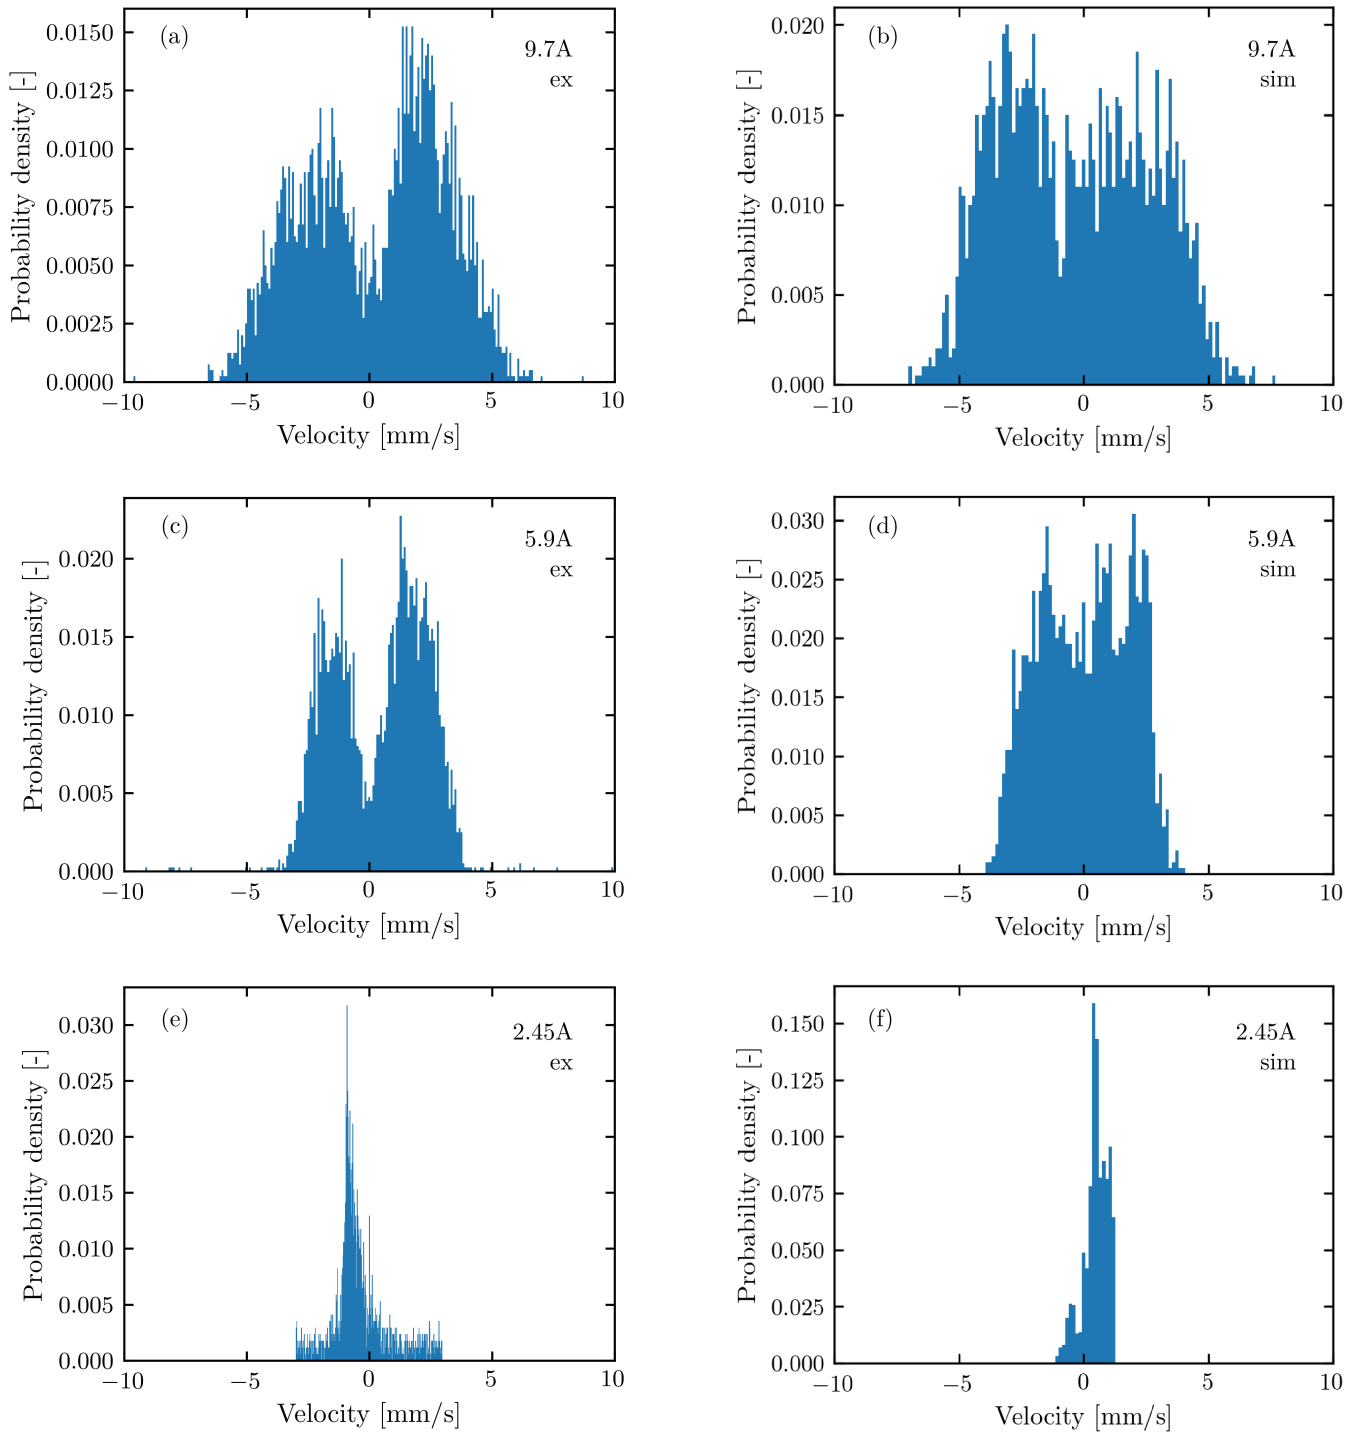 (a)
9.7A
ex
Probability density [-]
0.0150
0.0125
0.0100
0.0075
0.0050
0.0025
0.0000
−10
−5
0
5
10
Velocity [mm/s]
(b)
9.7A
sim
Probability density [-]
0.020
0.015
0.010
0.005
0.000
−10
−5
0
5
10
Velocity [mm/s]
(c)
5.9A
ex
Probability density [-]
0.020
0.015
0.010
0.005
0.000
−10
−5
0
5
10
Velocity [mm/s]
(d)
5.9A
sim
Probability density [-]
0.030
0.025
0.020
0.015
0.010
0.005
0.000
−10
−5
0
5
10
Velocity [mm/s]
(e)
2.45A
ex
Probability density [-]
0.030
0.025
0.020
0.015
0.010
0.005
0.000
−10
−5
0
5
10
Velocity [mm/s]
(f)
2.45A
sim
Probability density [-]
0.150
0.125
0.100
0.075
0.050
0.025
0.000
−10
−5
0
5
10
Velocity [mm/s]